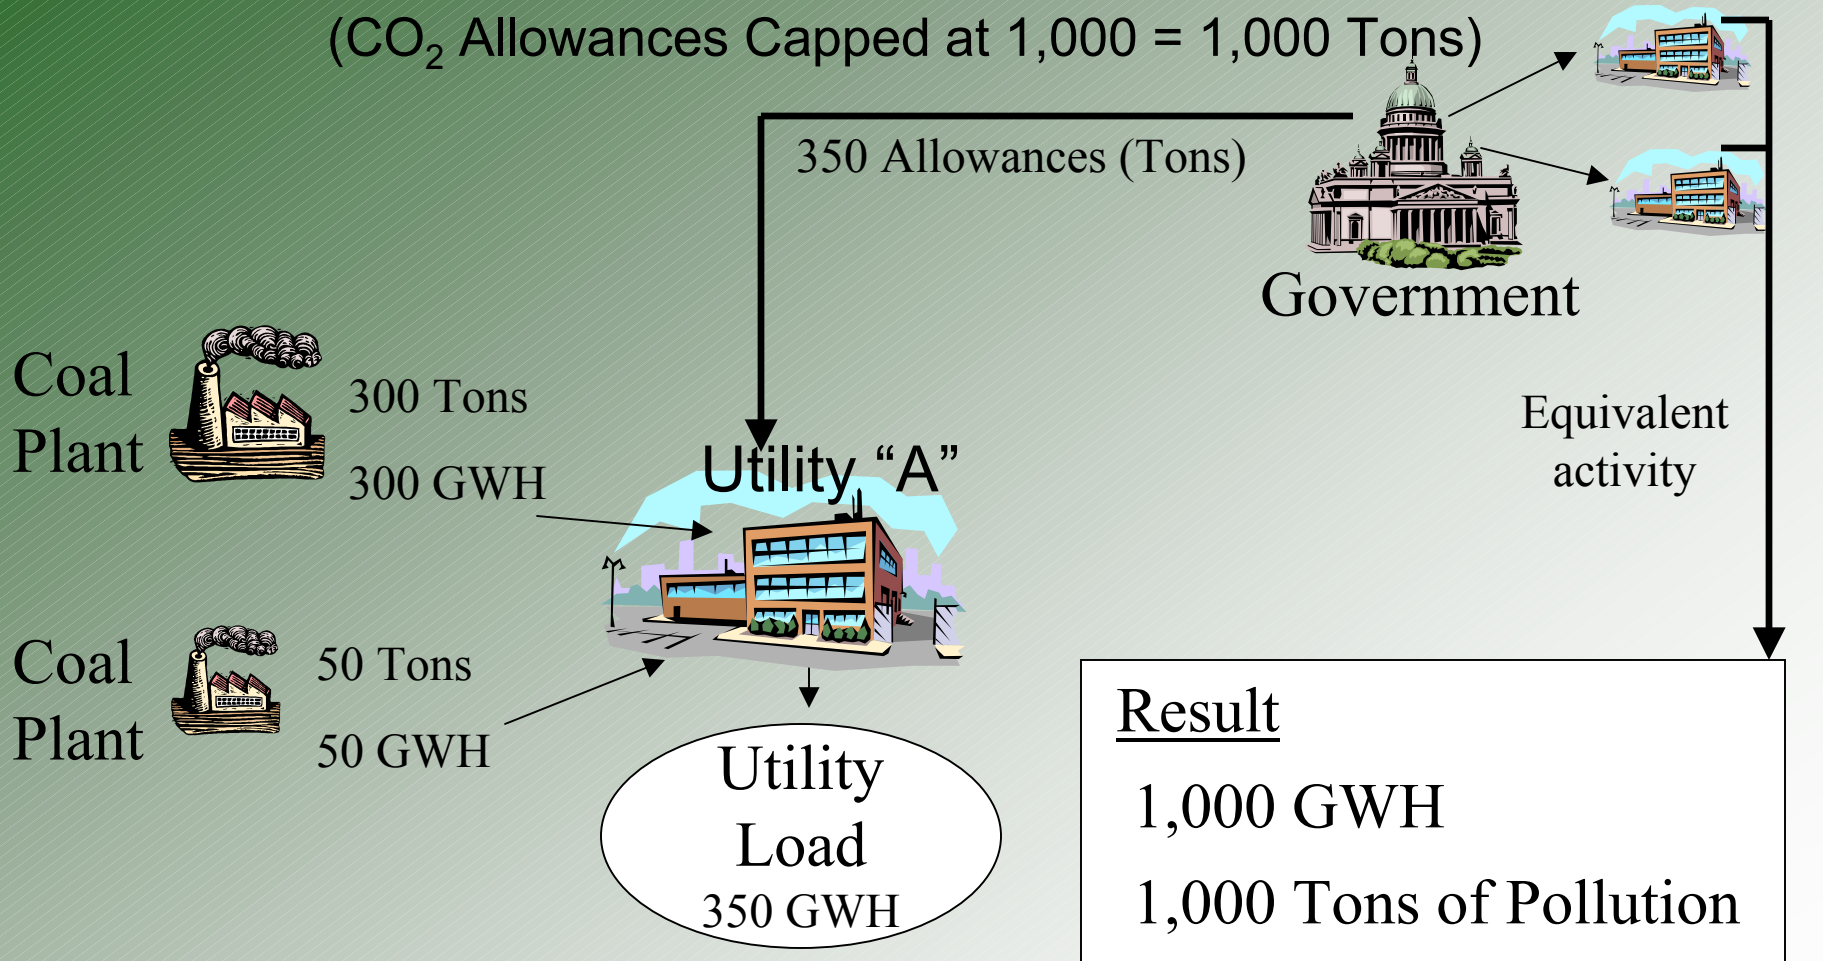 (CO₂ Allowances Capped at 1,000 = 1,000 Tons)
350 Allowances (Tons)
Government
Coal
Plant
300 Tons
300 GWH
Utility “A”
Equivalent
activity
Coal
Plant
50 Tons
50 GWH
Utility
Load
350 GWH
Result
1,000 GWH
1,000 Tons of Pollution